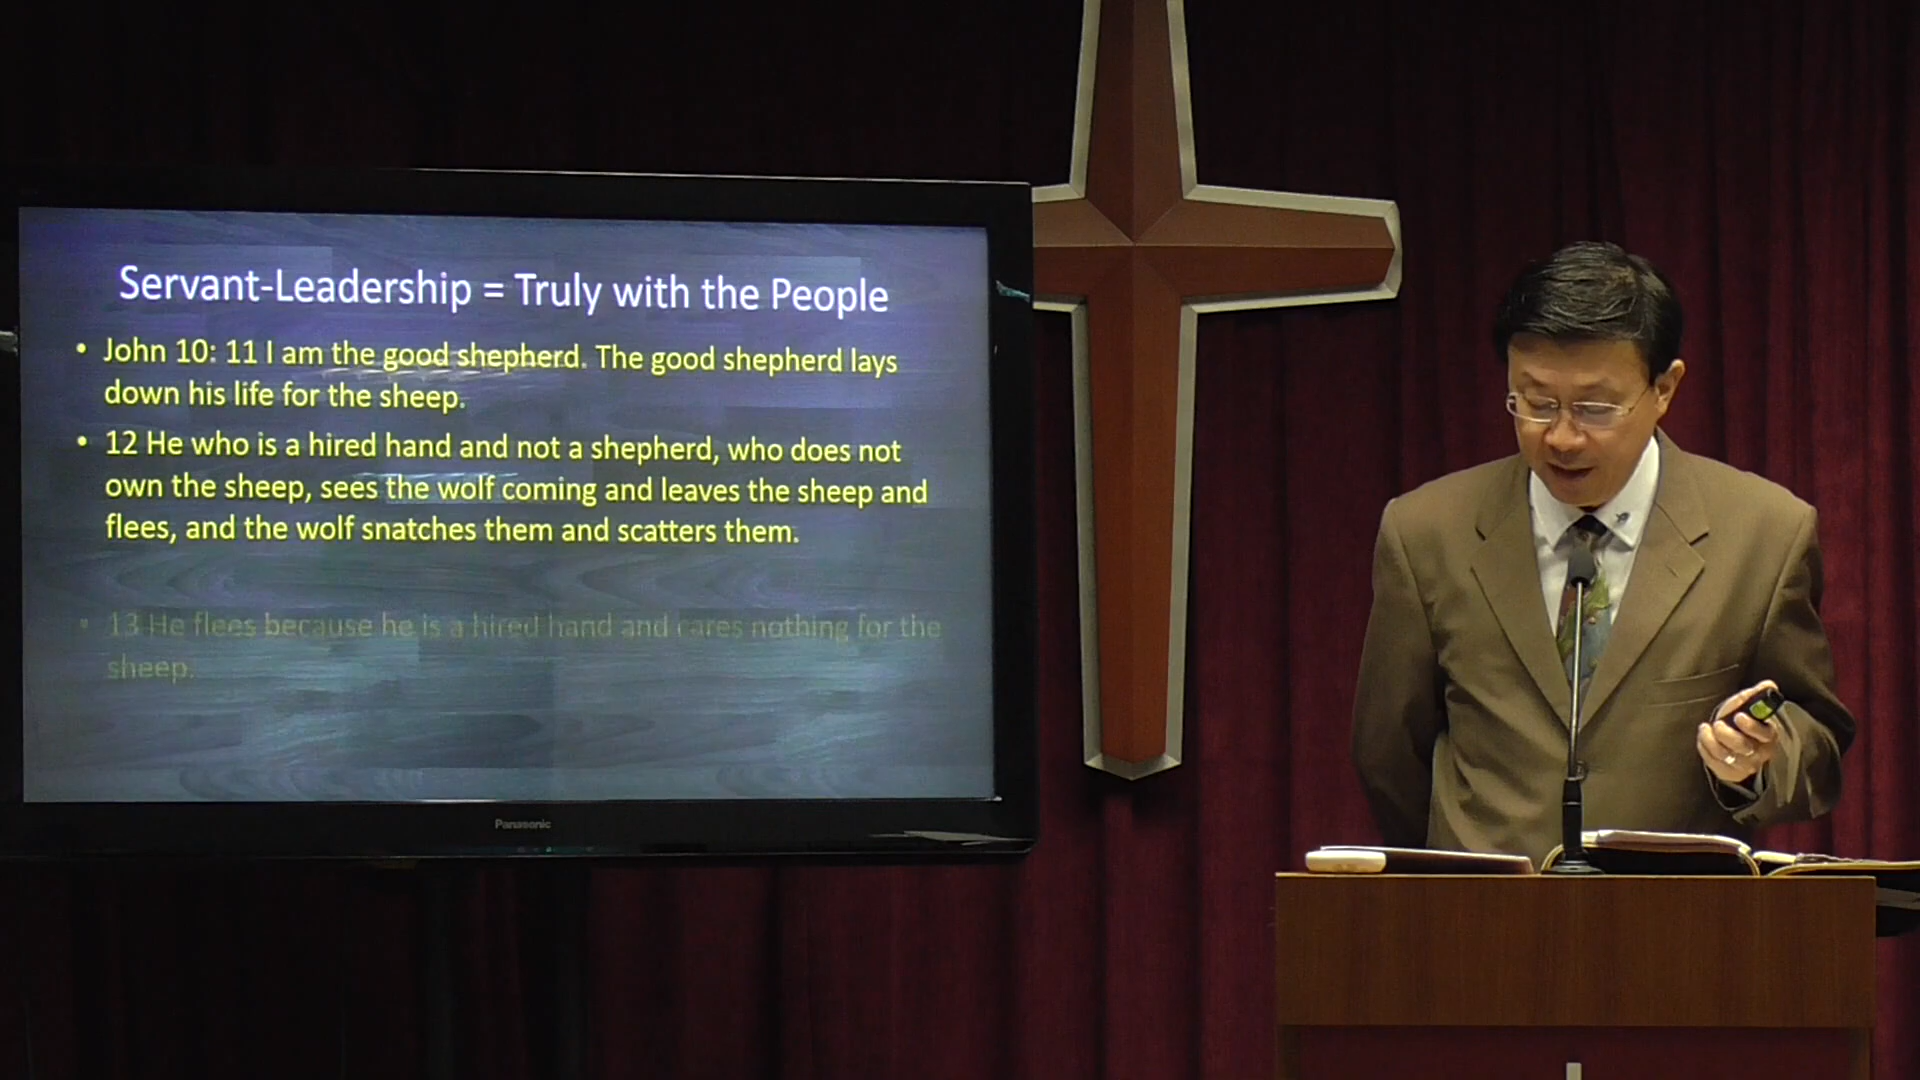 Servant-Leadership = Truly with the People
• John 10: 11 I am the good shepherd. The good shepherd lays
down his life for the sheep.
• 12 He who is a hired hand and not a shepherd, who does not
own the sheep, sees the wolf coming and leaves the sheep and
flees, and the wolf snatches them and scatters them.
• 13 He flees because he is a hired hand and cares nothing for the
sheep.
Panasonic